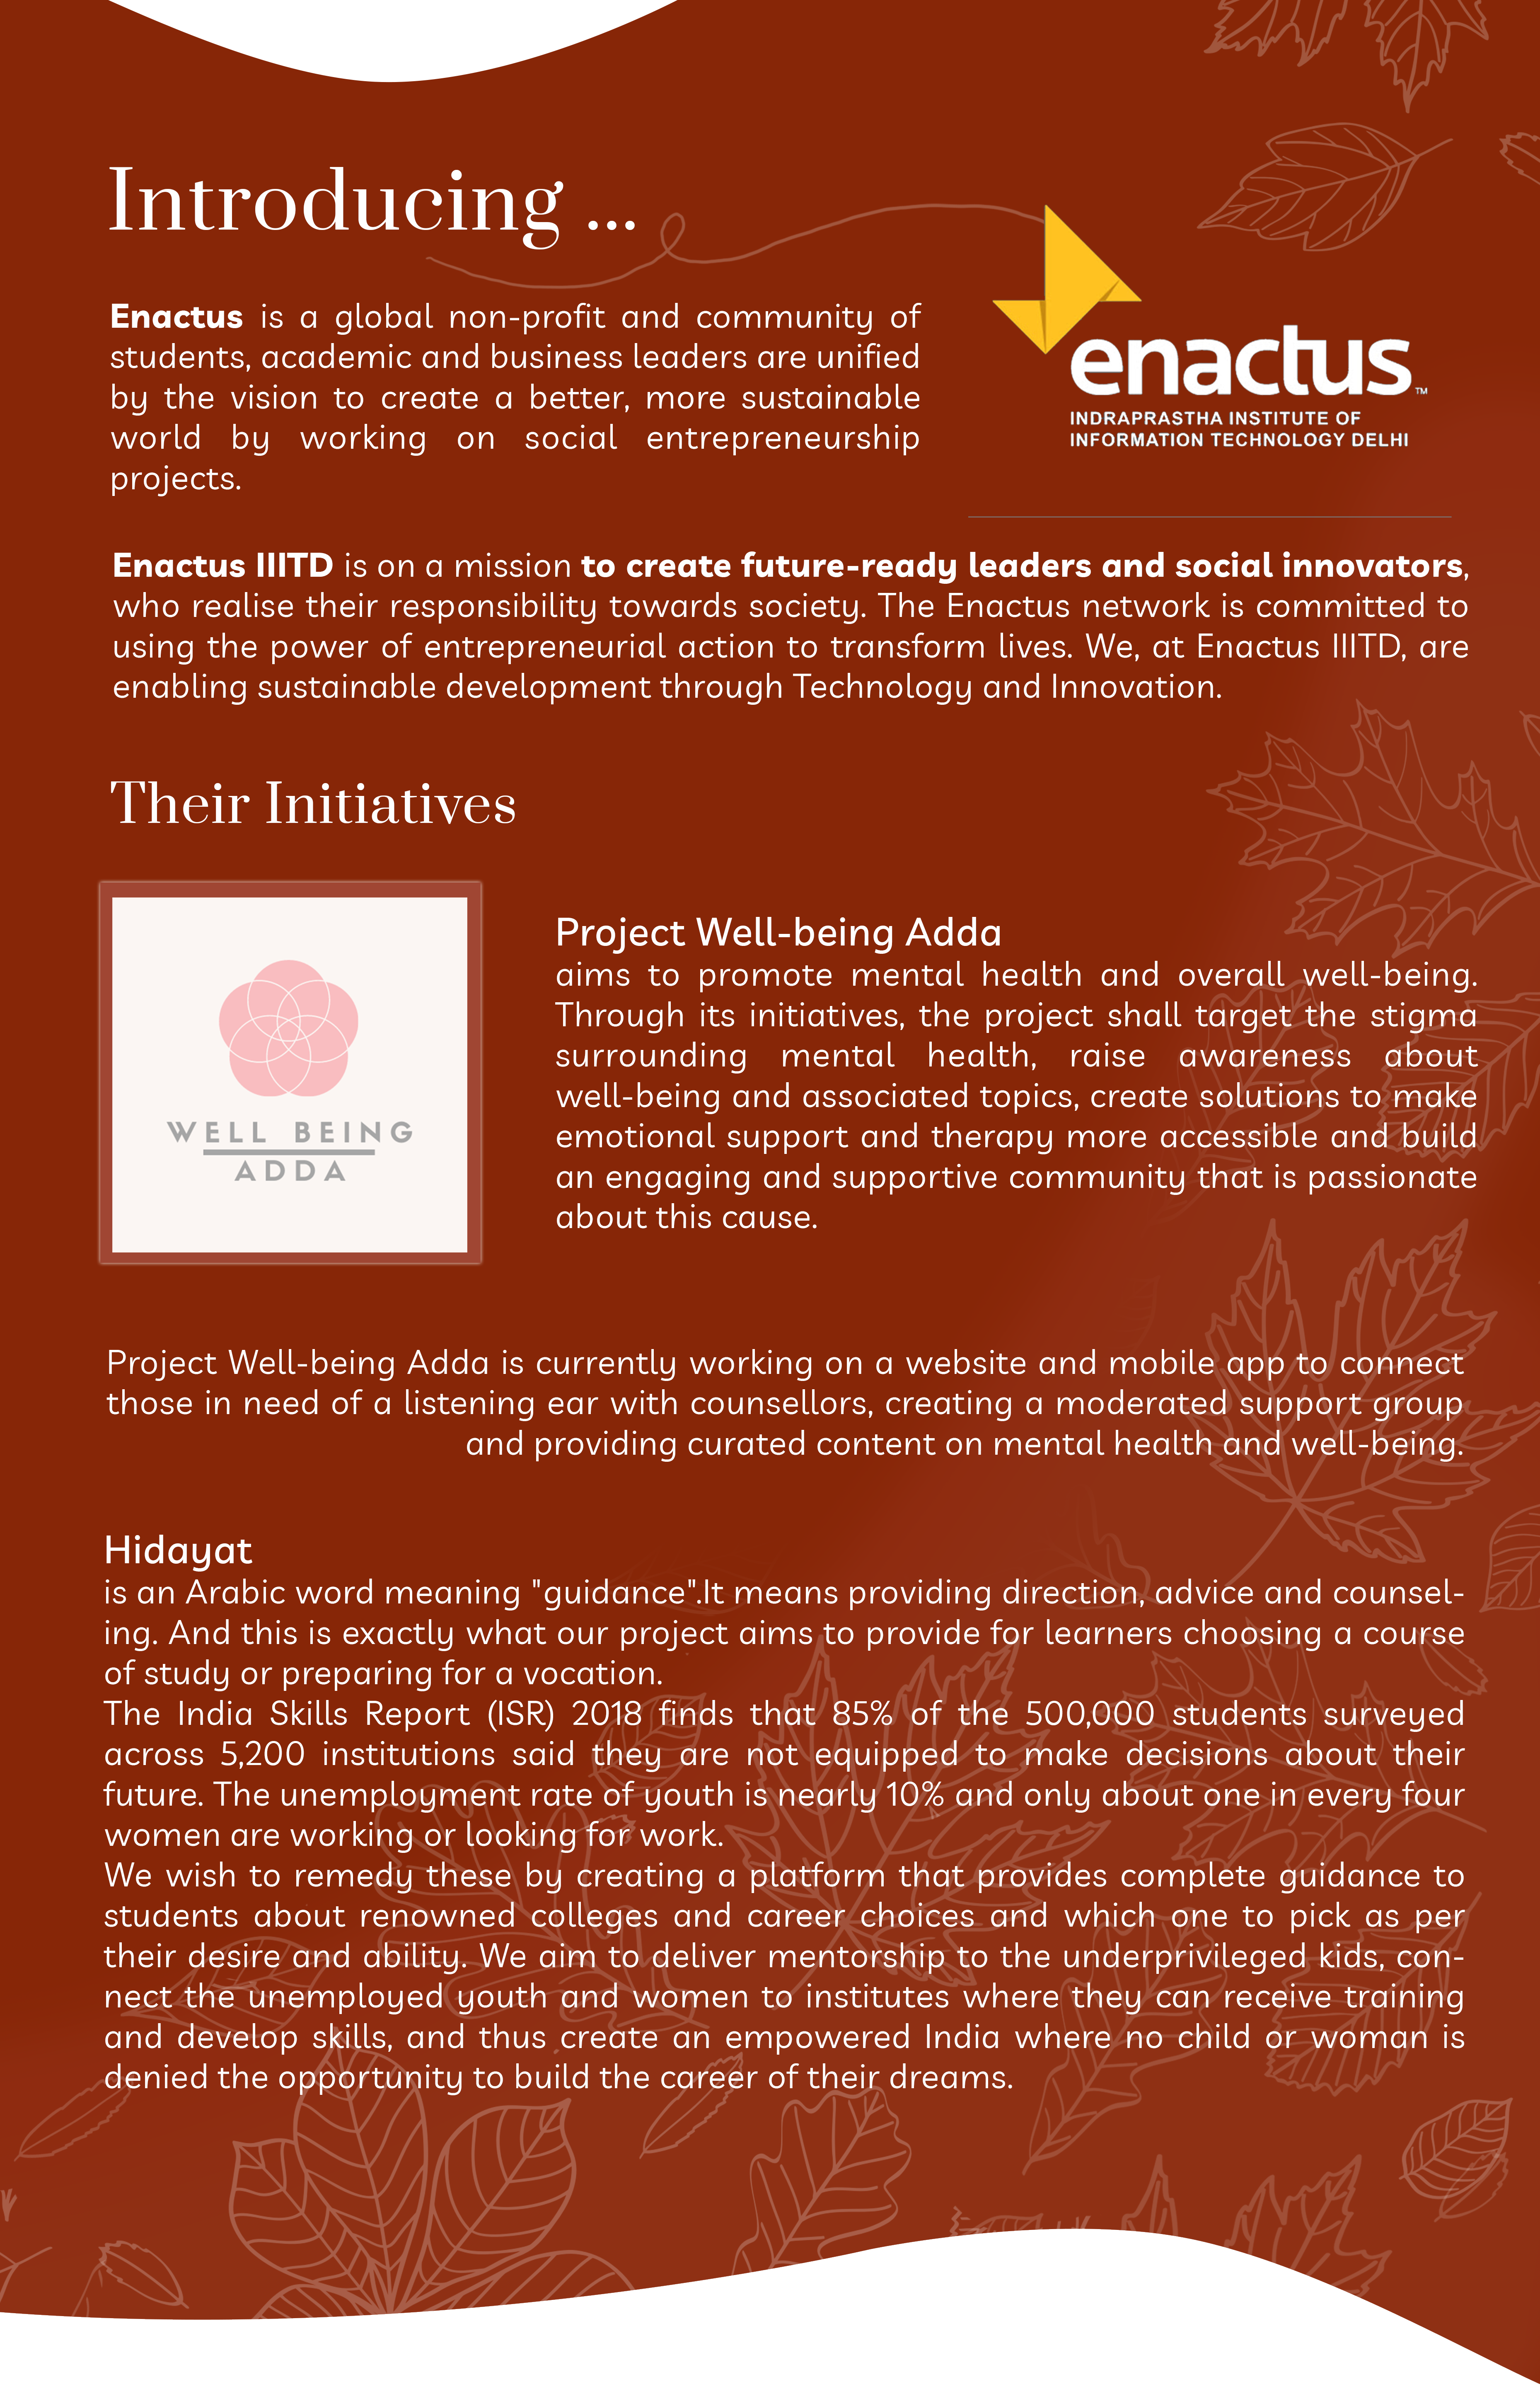 Introducing ...
Enactus is a global non-profit and community of
students, academic and business leaders are unified
by the vision to create a better, more sustainable
world by working on social entrepreneurship
projects.
enactus™
INDRAPRASTHA INSTITUTE OF
INFORMATION TECHNOLOGY DELHI
Enactus IIITD is on a mission to create future-ready leaders and social innovators,
who realise their responsibility towards society. The Enactus network is committed to
using the power of entrepreneurial action to transform lives. We, at Enactus IIITD, are
enabling sustainable development through Technology and Innovation.
Their Initiatives
WELL BEING
ADDA
Project Well-being Adda
aims to promote mental health and overall well-being.
Through its initiatives, the project shall target the stigma
surrounding mental health, raise awareness about
well-being and associated topics, create solutions to make
emotional support and therapy more accessible and build
an engaging and supportive community that is passionate
about this cause.
Project Well-being Adda is currently working on a website and mobile app to connect
those in need of a listening ear with counsellors, creating a moderated support group
and providing curated content on mental health and well-being.
Hidayat
is an Arabic word meaning "guidance".It means providing direction, advice and counsel-
ing. And this is exactly what our project aims to provide for learners choosing a course
of study or preparing for a vocation.
The India Skills Report (ISR) 2018 finds that 85% of the 500,000 students surveyed
across 5,200 institutions said they are not equipped to make decisions about their
future. The unemployment rate of youth is nearly 10% and only about one in every four
women are working or looking for work.
We wish to remedy these by creating a platform that provides complete guidance to
students about renowned colleges and career choices and which one to pick as per
their desire and ability. We aim to deliver mentorship to the underprivileged kids, con-
nect the unemployed youth and women to institutes where they can receive training
and develop skills, and thus create an empowered India where no child or woman is
denied the opportunity to build the career of their dreams.